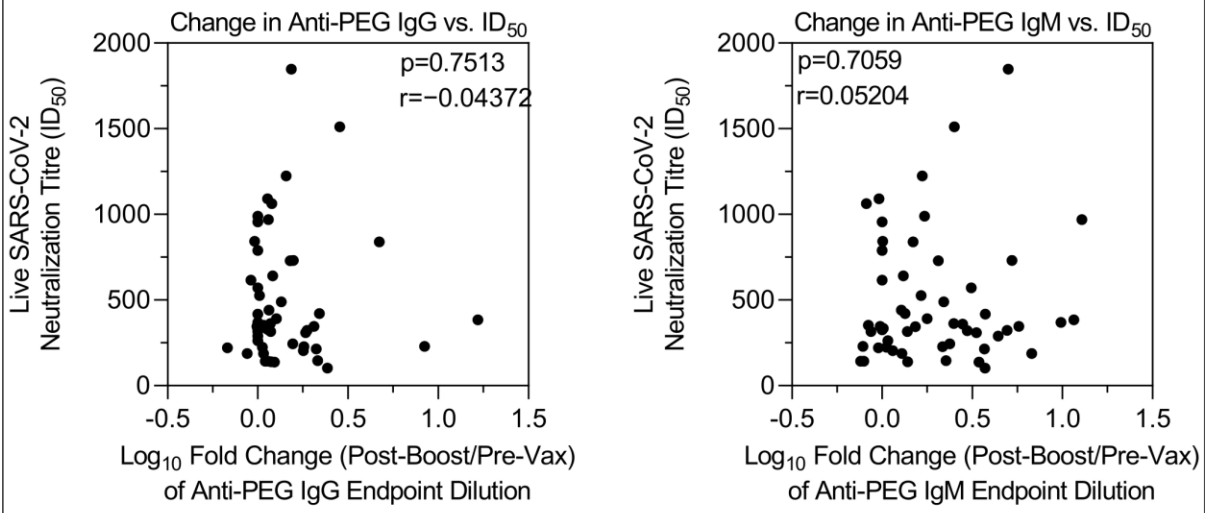 Change in Anti-PEG IgG vs. ID50
p=0.7513
r=−0.04372
Live SARS-CoV-2
Neutralization Titre (ID50)
2000
1500
1000
500
0
-0.5
0.0
0.5
1.0
1.5
Log10 Fold Change (Post-Boost/Pre-Vax)
of Anti-PEG IgG Endpoint Dilution
Change in Anti-PEG IgM vs. ID50
p=0.7059
r=0.05204
Live SARS-CoV-2
Neutralization Titre (ID50)
2000
1500
1000
500
0
-0.5
0.0
0.5
1.0
1.5
Log10 Fold Change (Post-Boost/Pre-Vax)
of Anti-PEG IgM Endpoint Dilution